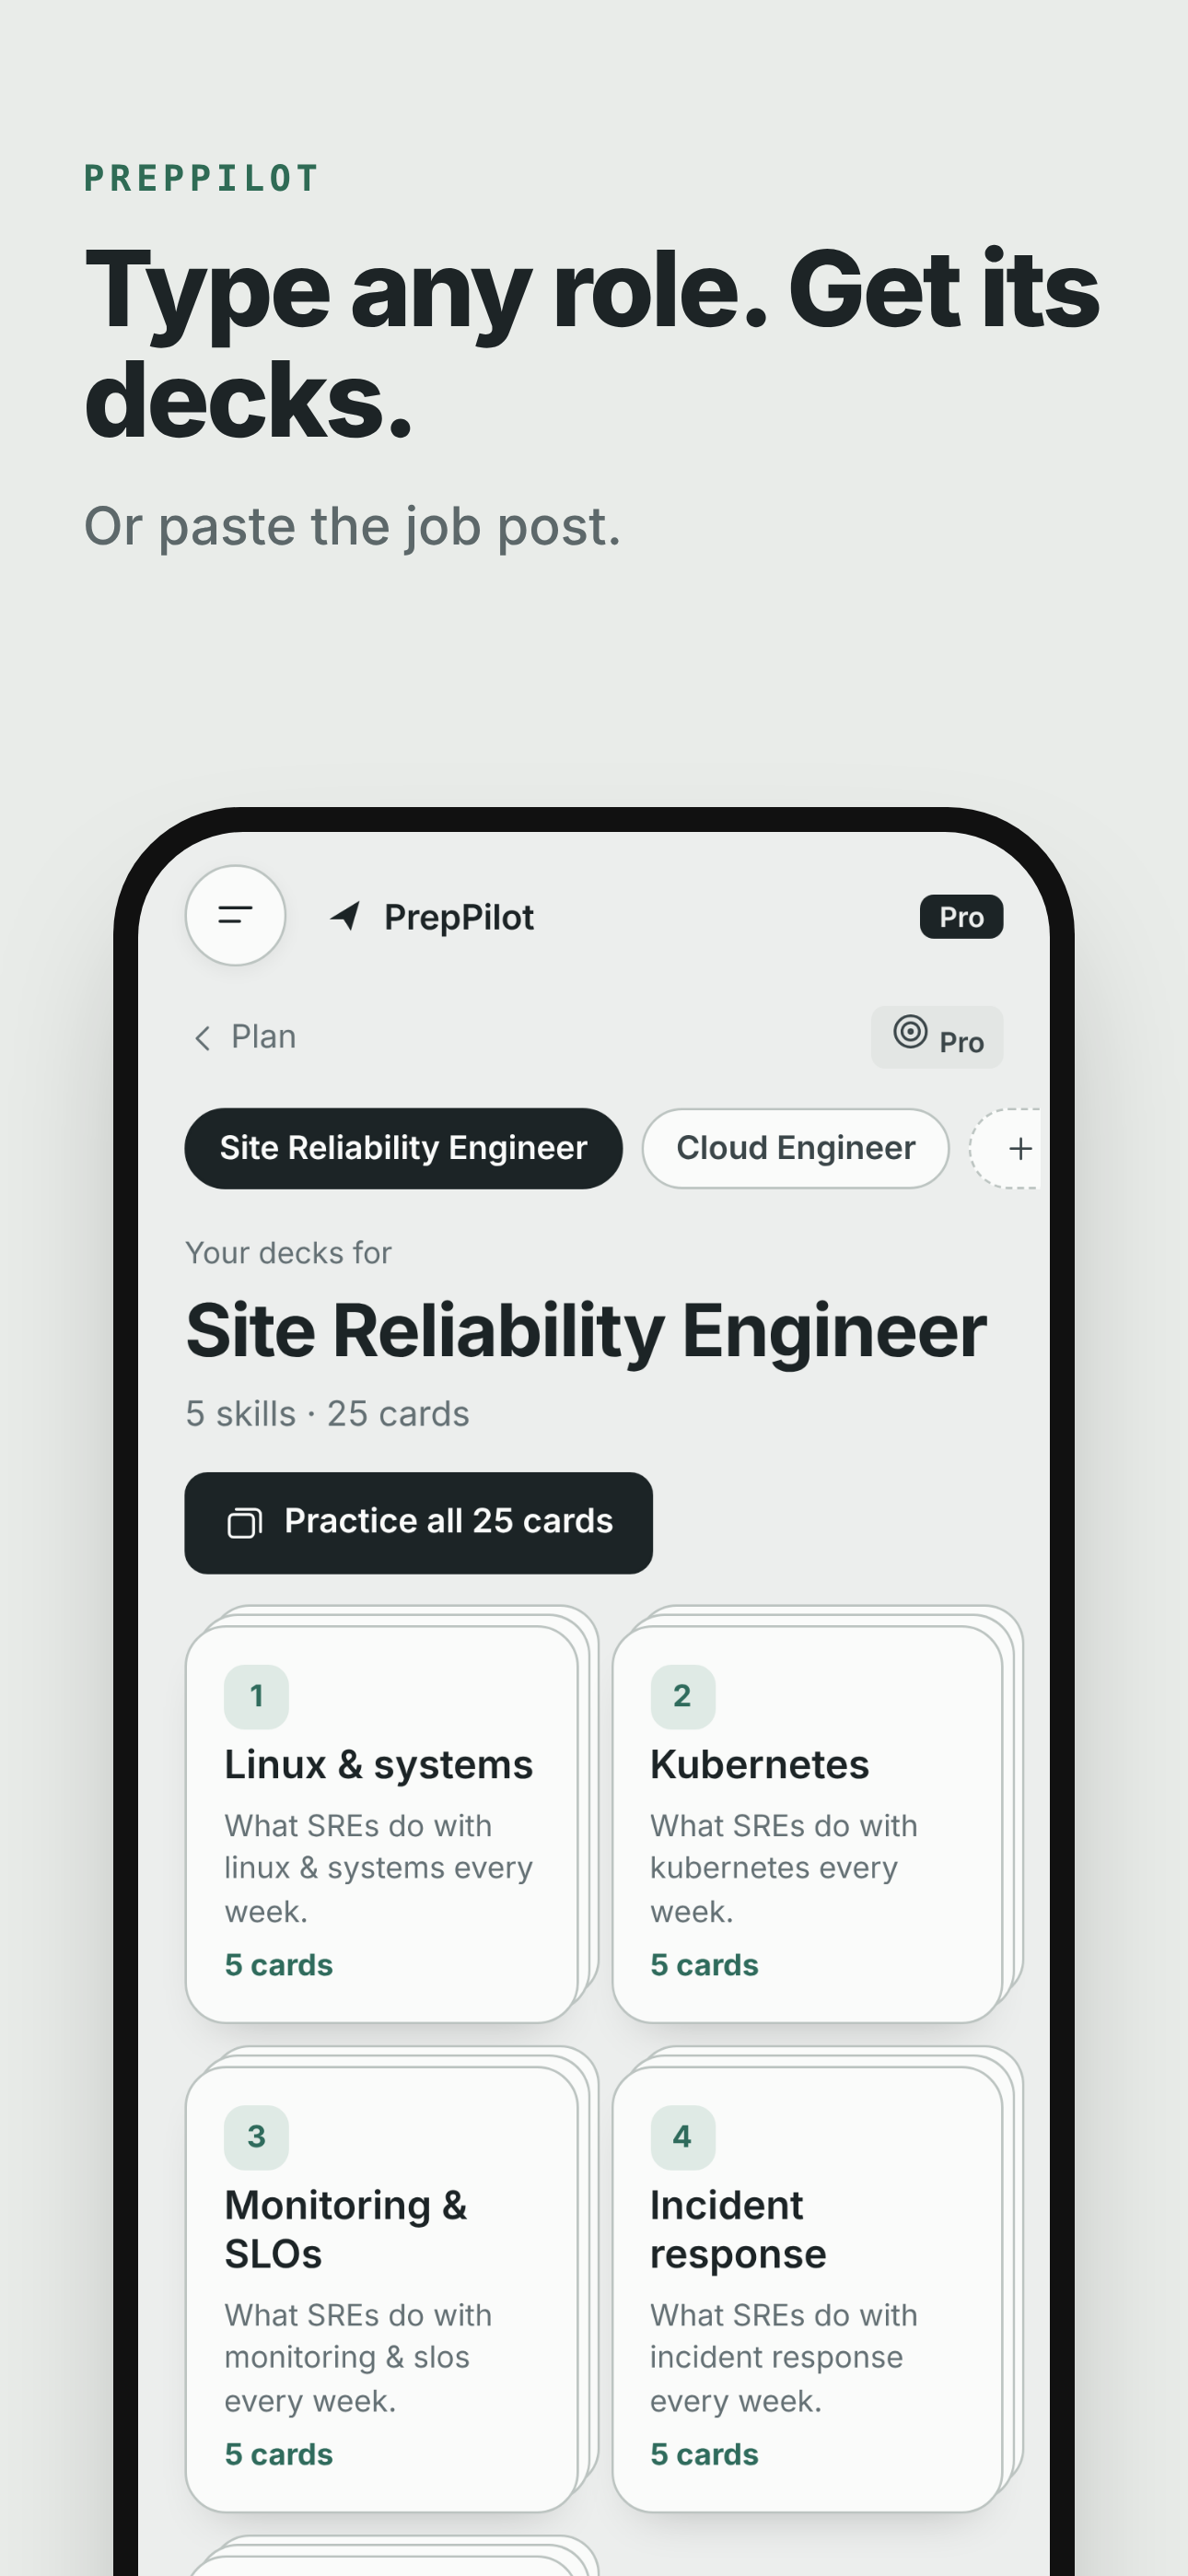 PREPPILOT
Type any role. Get its
decks.
Or paste the job post.
PrepPilot
Pro
Plan
Pro
Site Reliability Engineer
Cloud Engineer
+
Your decks for
Site Reliability Engineer
5 skills · 25 cards
Practice all 25 cards
1
Linux & systems
What SREs do with
linux & systems every
week.
5 cards
2
Kubernetes
What SREs do with
kubernetes every
week.
5 cards
3
Monitoring &
SLOs
What SREs do with
monitoring & slos
every week.
5 cards
4
Incident
response
What SREs do with
incident response
every week.
5 cards